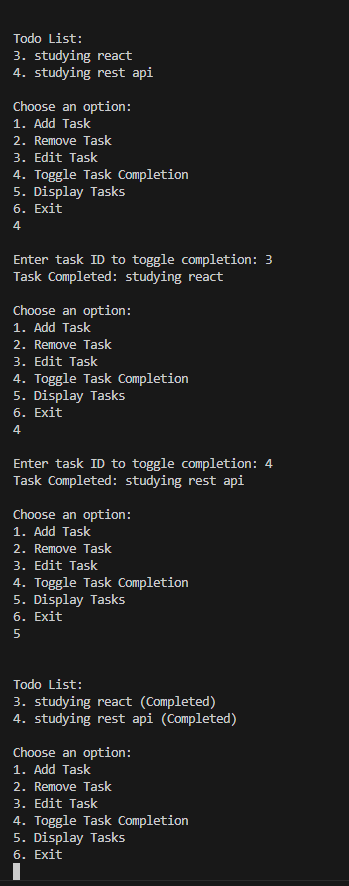 Todo List:
3. studying react
4. studying rest api
Choose an option:
1. Add Task
2. Remove Task
3. Edit Task
4. Toggle Task Completion
5. Display Tasks
6. Exit
4
Enter task ID to toggle completion: 3
Task Completed: studying react
Choose an option:
1. Add Task
2. Remove Task
3. Edit Task
4. Toggle Task Completion
5. Display Tasks
6. Exit
4
Enter task ID to toggle completion: 4
Task Completed: studying rest api
Choose an option:
1. Add Task
2. Remove Task
3. Edit Task
4. Toggle Task Completion
5. Display Tasks
6. Exit
5
Todo List:
3. studying react (Completed)
4. studying rest api (Completed)
Choose an option:
1. Add Task
2. Remove Task
3. Edit Task
4. Toggle Task Completion
5. Display Tasks
6. Exit